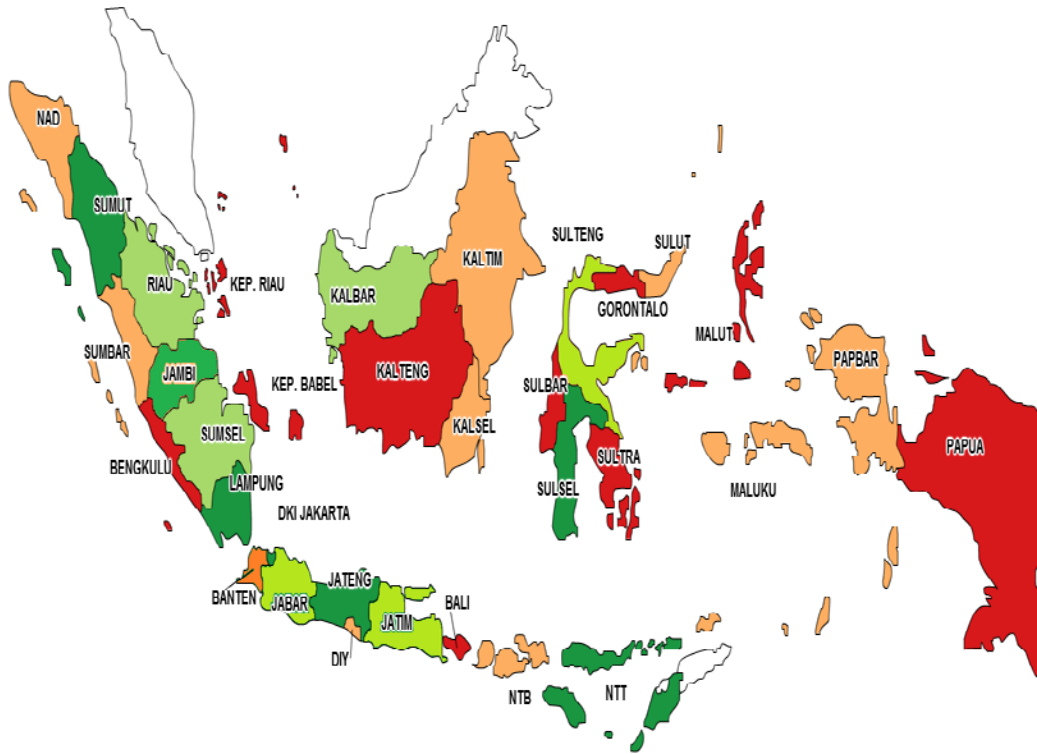 NAD
SUMUT
SULTENG
SULUT
RIAU
KEP. RIAU
KALBAR
KALTIM
GORONTALO
MALUT
SUMBAR
JAMBI
KEP. BABEL
KALTENG
SULBAR
PAPBAR
SUMSEL
KALSEL
BENGKULU
SULTRA
PAPUA
LAMPUNG
SULSEL
MALUKU
DKI JAKARTA
JATENG
BANTEN
JABAR
JATIM
BALI
DIY
NTB
NTT